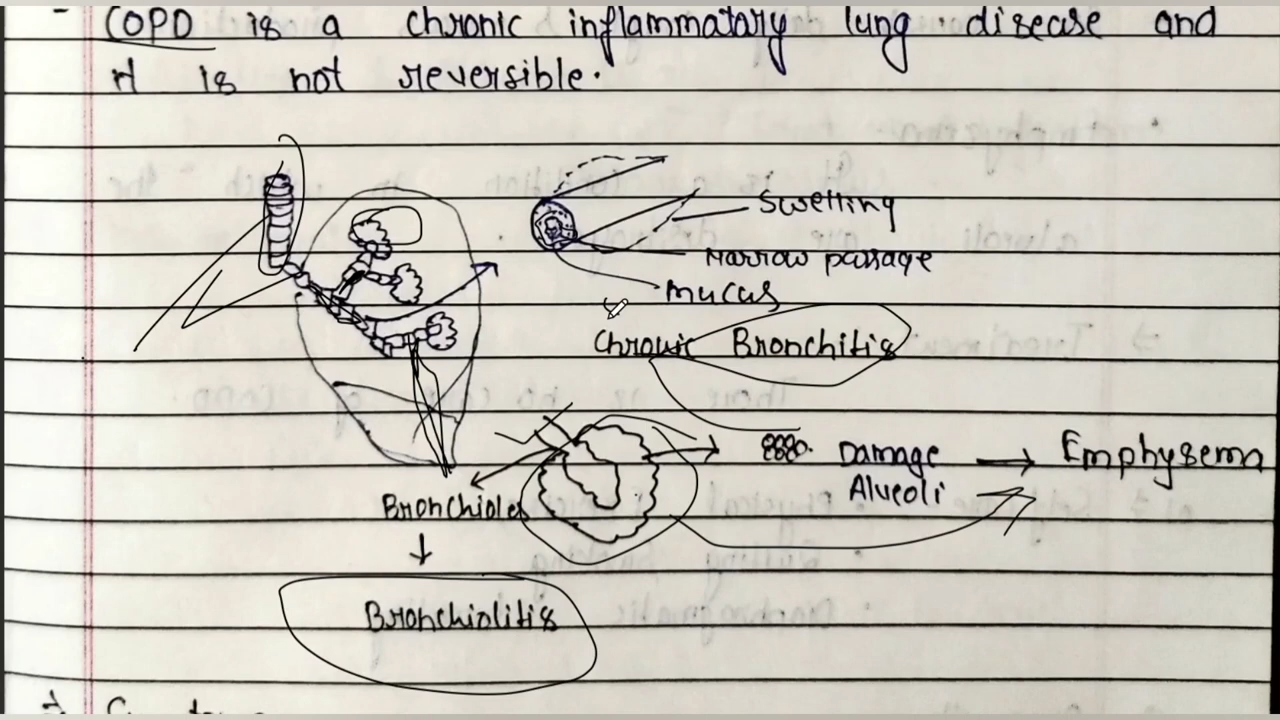 - COPD is a chronic inflammatary lung disease and
it is not reversible.
Swelling
Narrow passage
Mucus
Chronic Bronchitis
Damage → Emphysema
Alveoli
Bronchioles
↓
Bronchiolitis